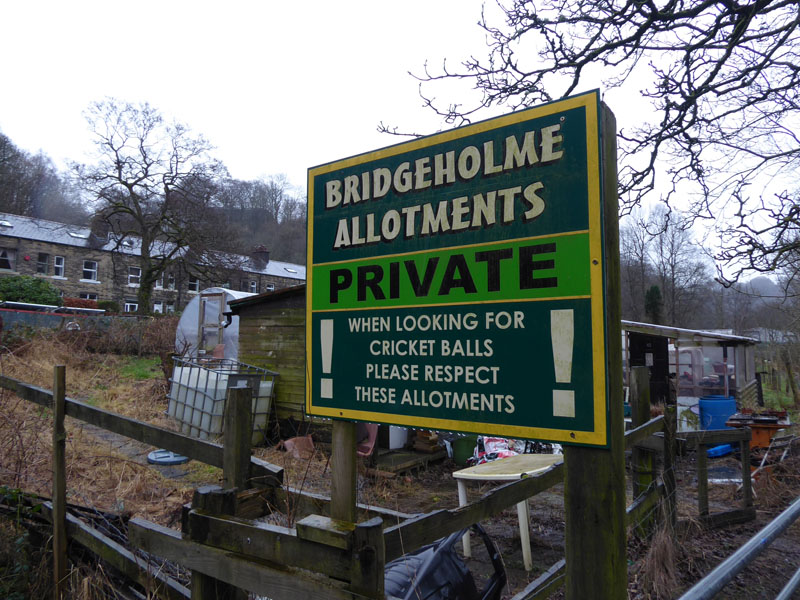 BRIDGEHOLME
ALLOTMENTS
PRIVATE
! WHEN LOOKING FOR !
CRICKET BALLS
PLEASE RESPECT
THESE ALLOTMENTS